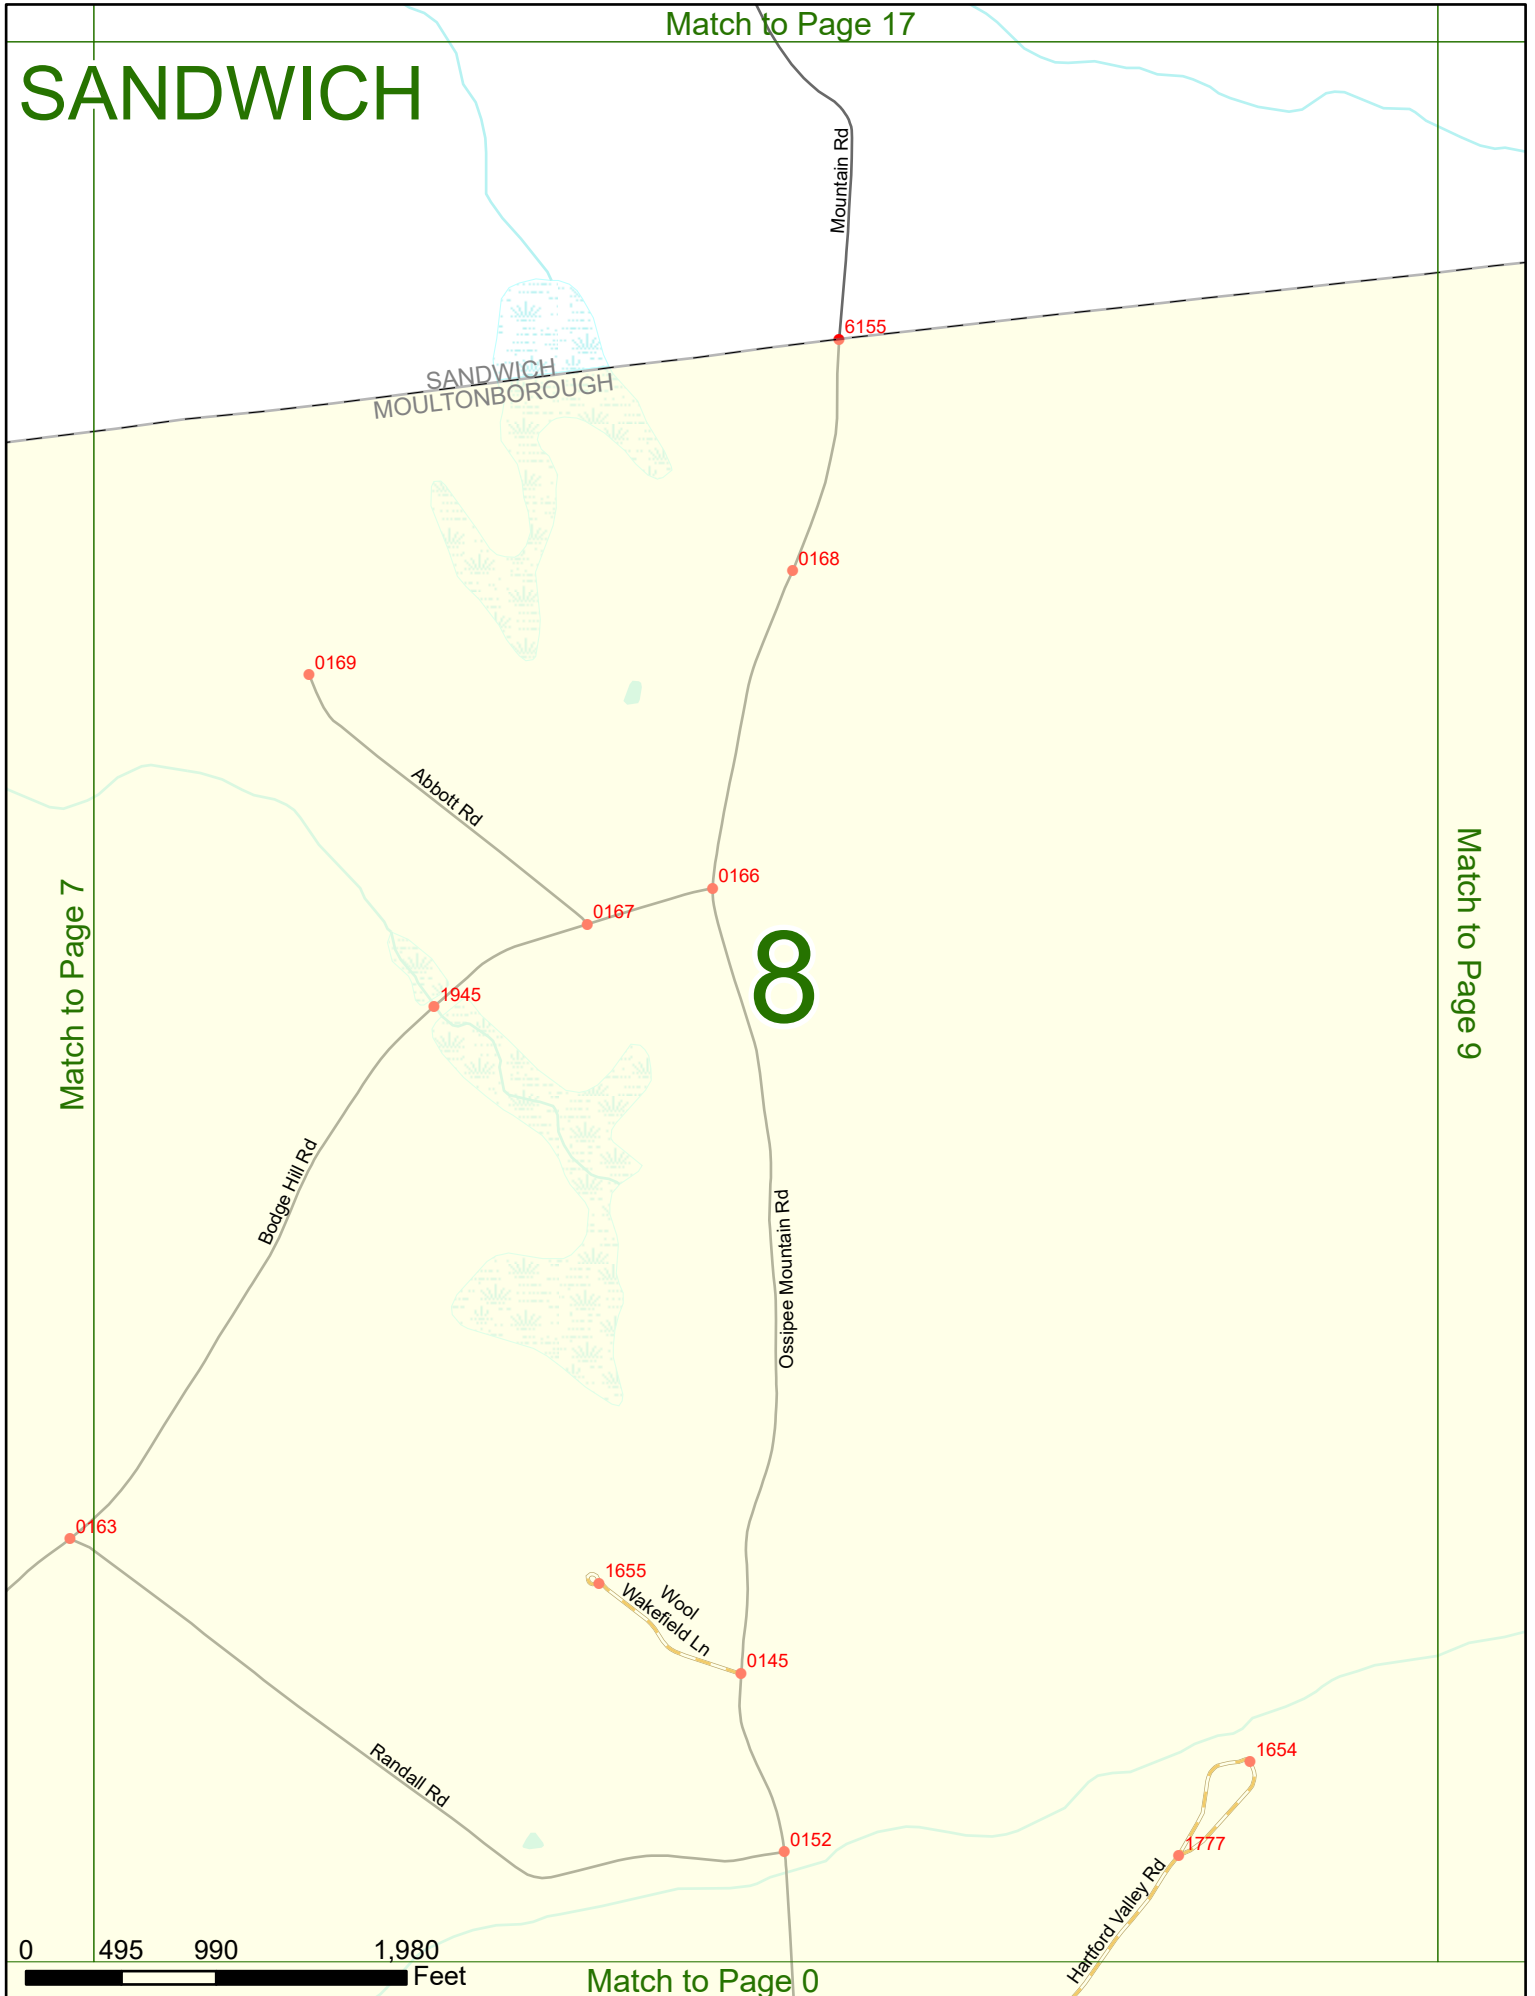 Match to Page 17
SANDWICH
Mountain Rd
6155
SANDWICH
MOULTONBOROUGH
0168
0169
Abbott Rd
0166
0167
8
Match to Page 7
Match to Page 9
1945
Bodge Hill Rd
Ossipee Mountain Rd
0163
1655
Wool
Wakefield Ln
0145
1654
Randall Rd
0152
1777
Hartford Valley Rd
0 495 990 1,980
Feet
Match to Page 0